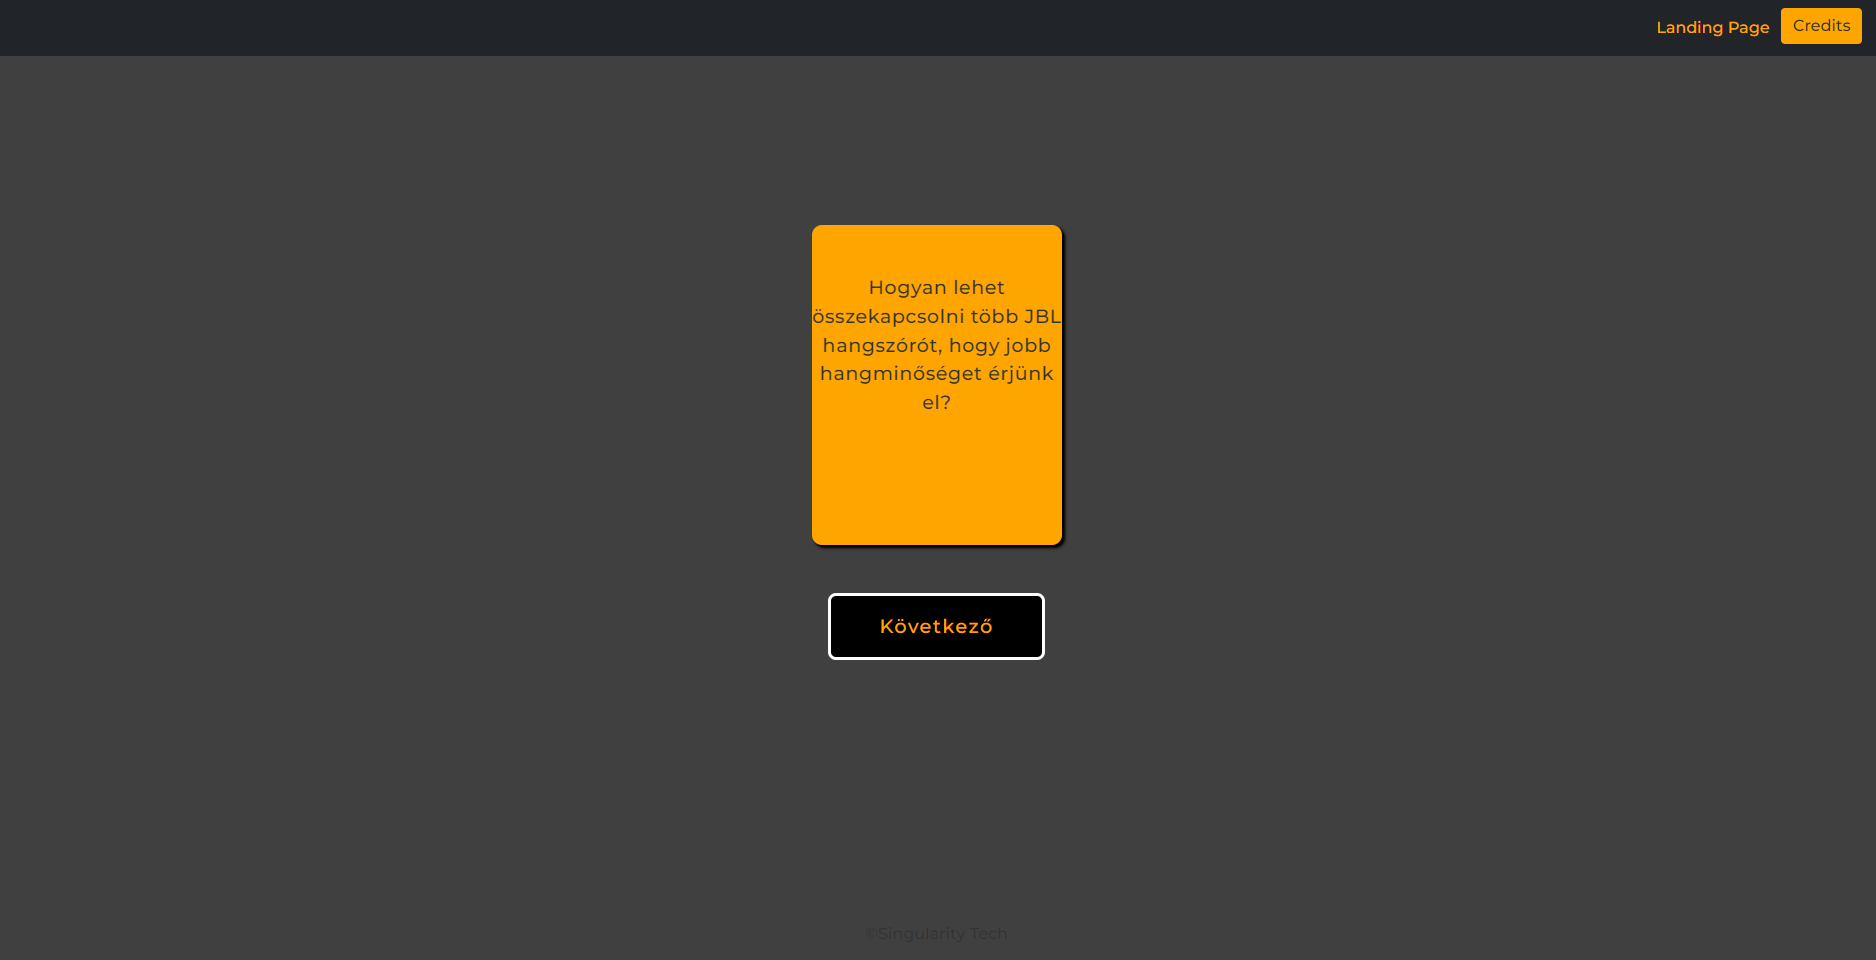 Landing Page
Credits
Hogyan lehet
összekapcsolni több JBL
hangszórót, hogy jobb
hangminőséget érjünk
el?
Következő
©Singularity Tech